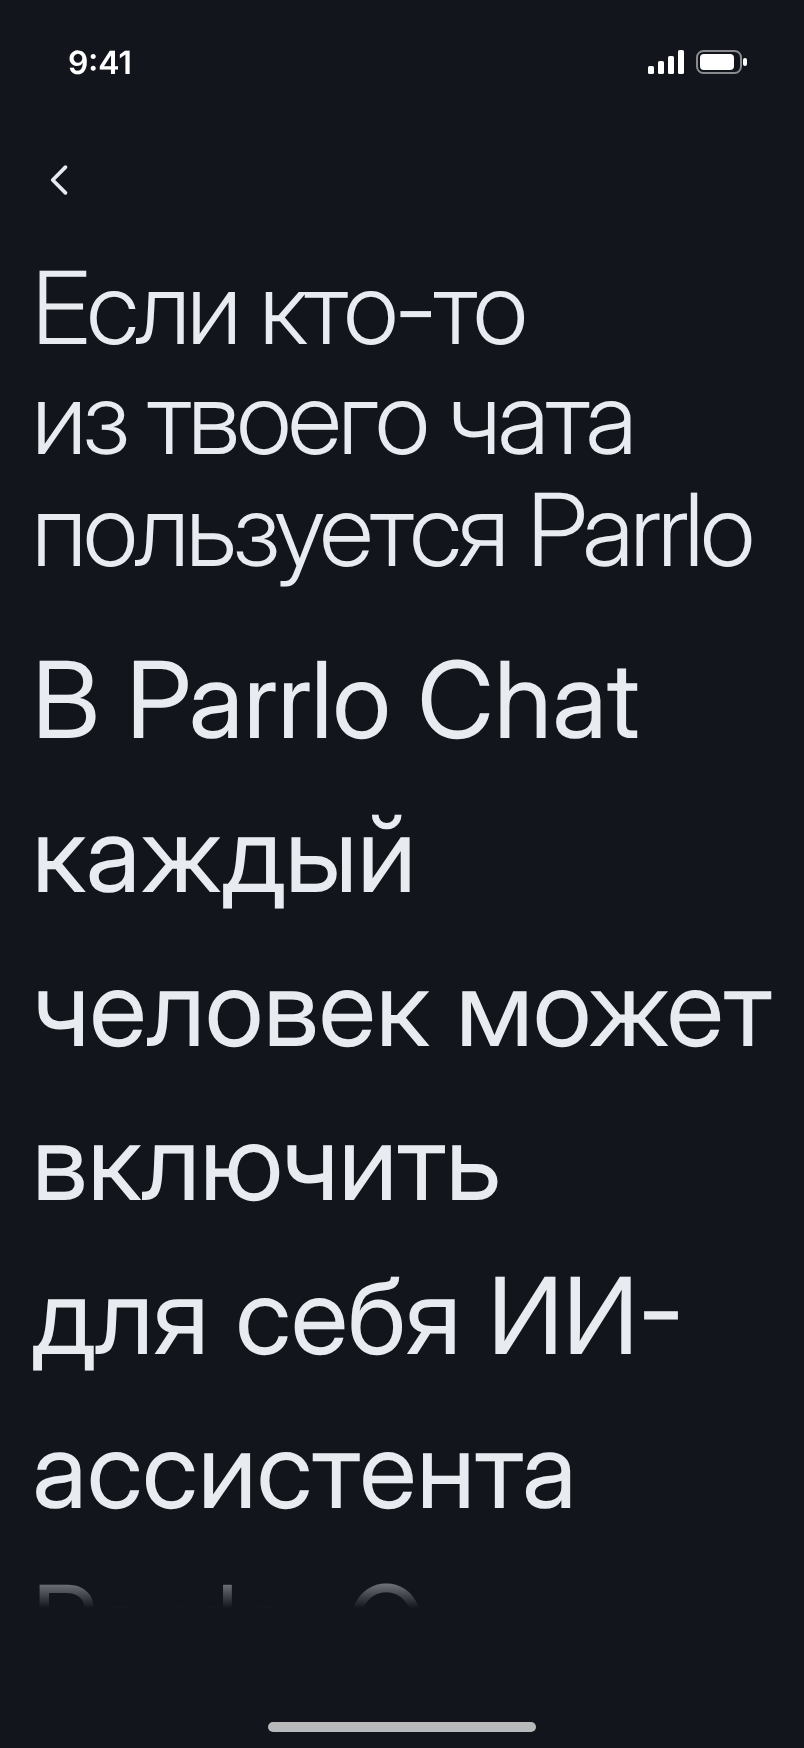 9:41
Если кто-то
из твоего чата
пользуется Parrlo
В Parrlo Chat
каждый
человек может
включить
для себя ИИ-
ассистента